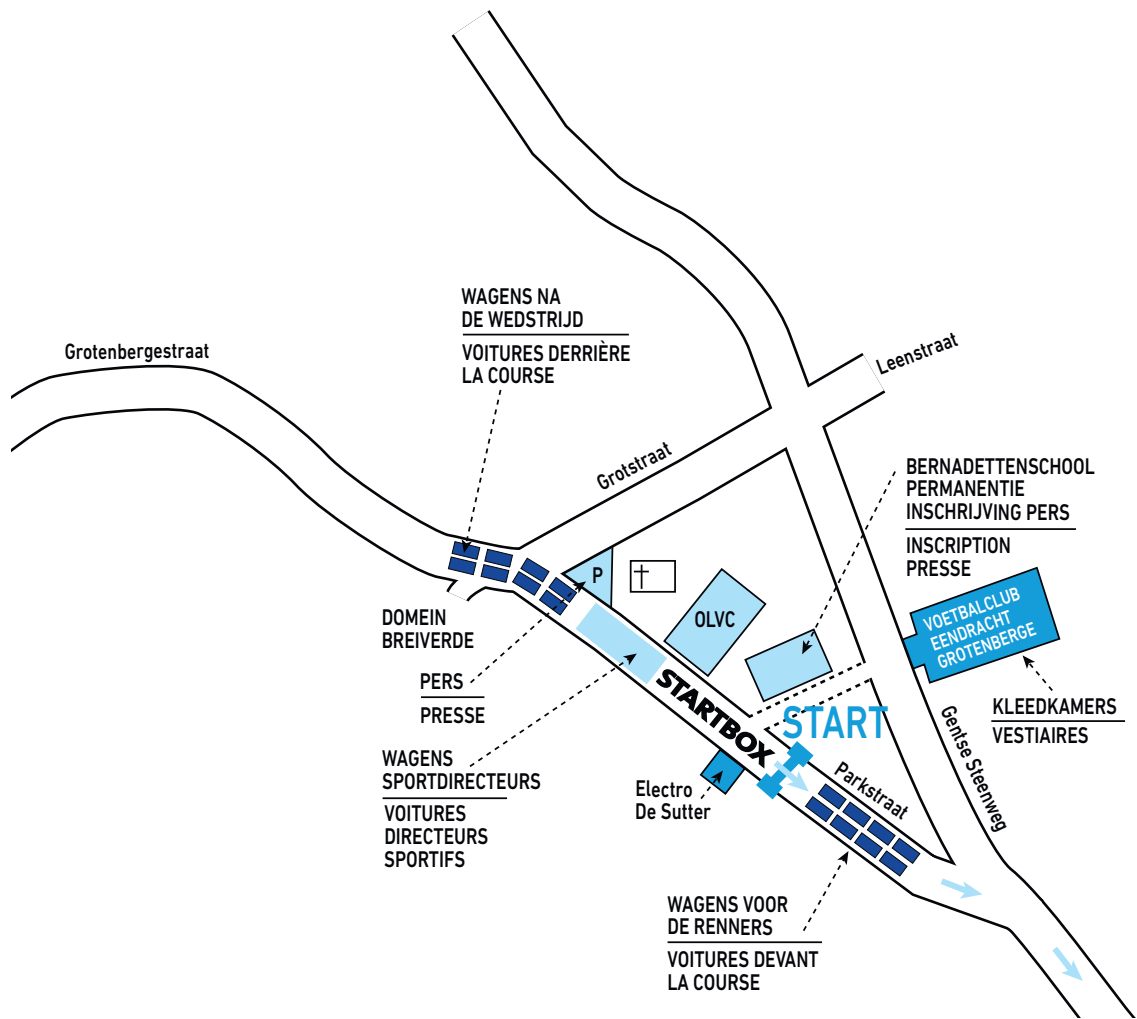 WAGENS NA
DE WEDSTRIJD
VOITURES DERRIÈRE
LA COURSE
Grotenbergestraat
Leenstraat
Grotstraat
BERNADETTENSCHOOL
PERMANENTIE
INSCHRIJVING PERS
INSCRIPTION
PRESSE
P
OLVC
VOETBALCLUB
EENDRACHT
GROTENBERGE
DOMEIN
BREIVERDE
PERS
PRESSE
STARTBOX
START
KLEEDKAMERS
VESTIAIRES
Gentse Steenweg
WAGENS
SPORTDIRECTEURS
VOITURES
DIRECTEURS
SPORTIFS
Electro
De Sutter
Parkstraat
WAGENS VOOR
DE RENNERS
VOITURES DEVANT
LA COURSE